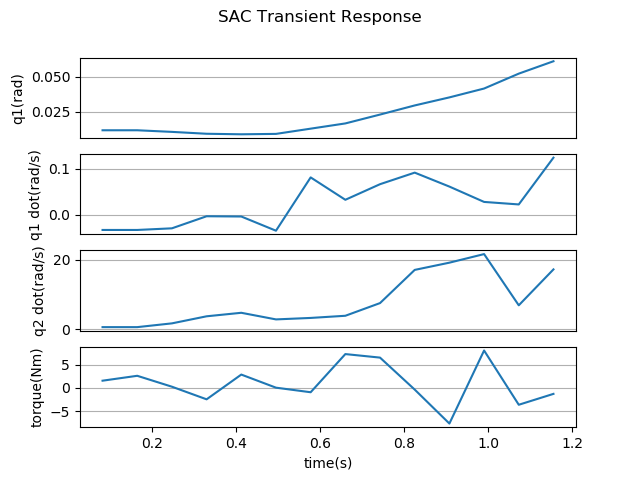 SAC Transient Response
q1(rad)
0.050
0.025
q1 dot(rad/s)
0.1
0.0
q2 dot(rad/s)
20
0
torque(Nm)
5
0
−5
0.2 0.4 0.6 0.8 1.0 1.2
time(s)